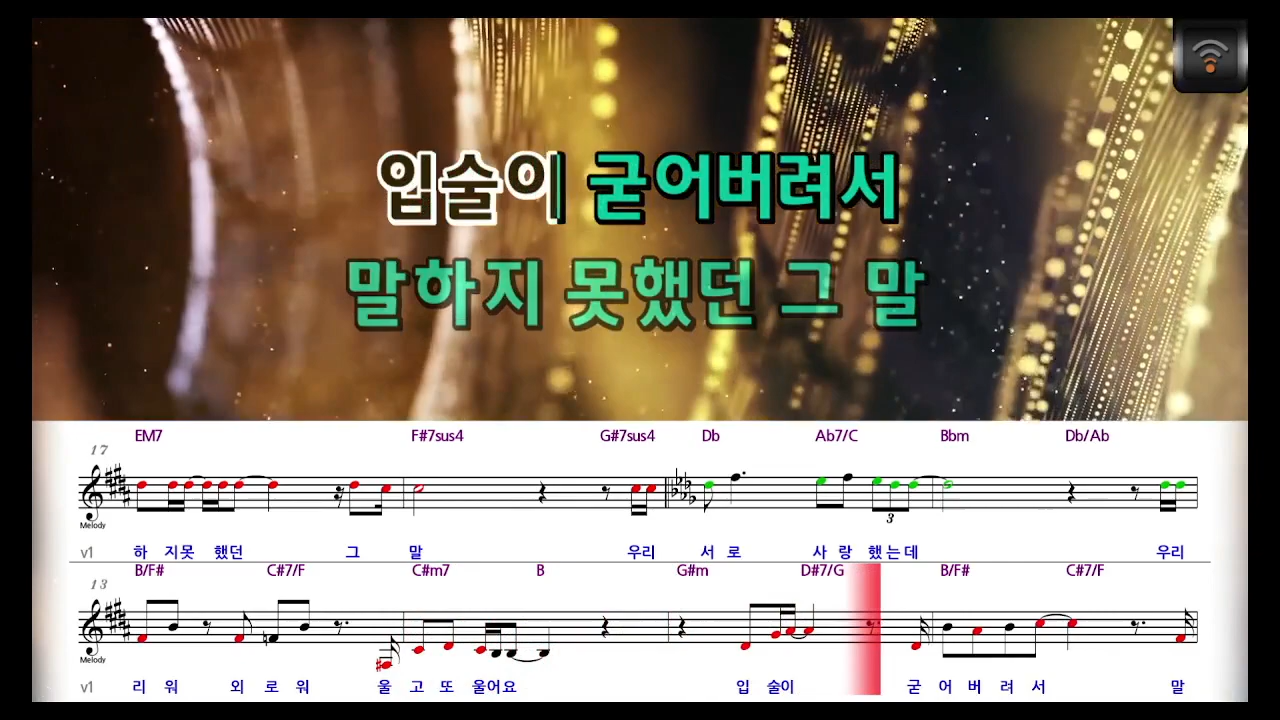 입술이 굳어버려서
말하지 못했던 그 말
EM7 F#7sus4 G#7sus4 Db Ab7/C Bbm Db/Ab
17
3
Melody
v1 하 지못 했던 그 말 우리 서 로 사 랑 했 는 데 우리
B/F# C#7/F C#m7 B G#m D#7/G B/F# C#7/F
13
Melody
v1 리 워 외 로 워 울 고 또 울어요 입 술이 굳 어 버 려 서 말